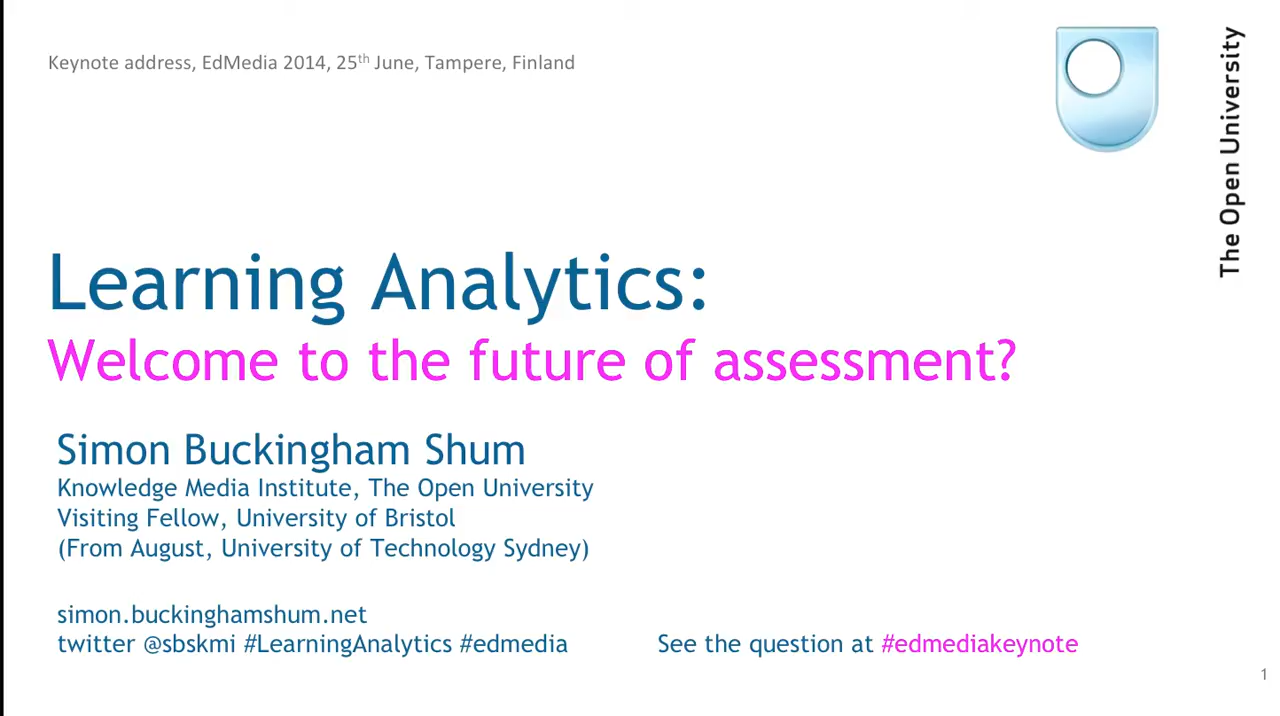 Keynote address, EdMedia 2014, 25th June, Tampere, Finland
The Open University
Learning Analytics:
Welcome to the future of assessment?
Simon Buckingham Shum
Knowledge Media Institute, The Open University
Visiting Fellow, University of Bristol
(From August, University of Technology Sydney)
simon.buckinghamshum.net
twitter @sbskmi #LearningAnalytics #edmedia
See the question at #edmediakeynote
1